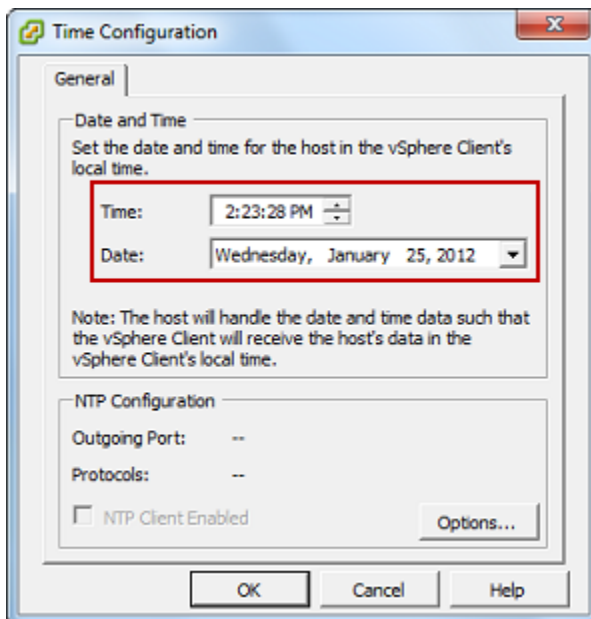 Time Configuration
General
Date and Time
Set the date and time for the host in the vSphere Client's
local time.
Time: 2:23:28 PM
Date: Wednesday, January 25, 2012
Note: The host will handle the date and time data such that
the vSphere Client will receive the host's data in the
vSphere Client's local time.
NTP Configuration
Outgoing Port: --
Protocols: --
NTP Client Enabled Options...
OK Cancel Help